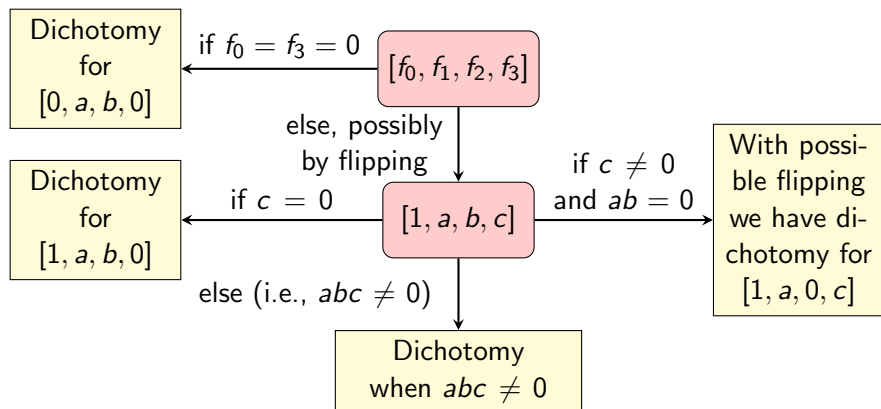 Dichotomy
for
[0, a, b, 0]
if f₀ = f₃ = 0
[f₀, f₁, f₂, f₃]
else, possibly
by flipping
Dichotomy
for
[1, a, b, 0]
if c = 0
[1, a, b, c]
if c ≠ 0
and ab = 0
With possi-
ble flipping
we have di-
chotomy for
[1, a, 0, c]
else (i.e., abc ≠ 0)
Dichotomy
when abc ≠ 0